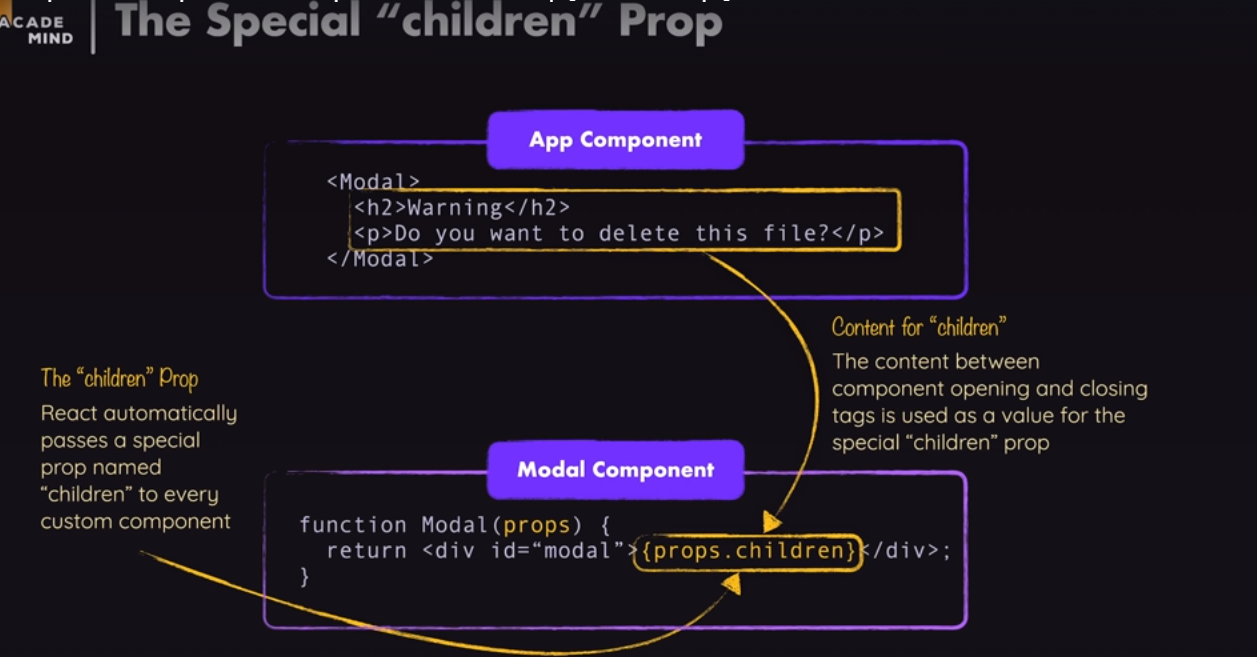 ACADE
MIND
The Special “children” Prop
App Component
<Modal>
<h2>Warning</h2>
<p>Do you want to delete this file?</p>
</Modal>
Content for “children”
The content between
component opening and closing
tags is used as a value for the
special “children” prop
The “children” Prop
React automatically
passes a special
prop named
“children” to every
custom component
Modal Component
function Modal(props) {
return <div id=“modal”>{props.children}</div>;
}